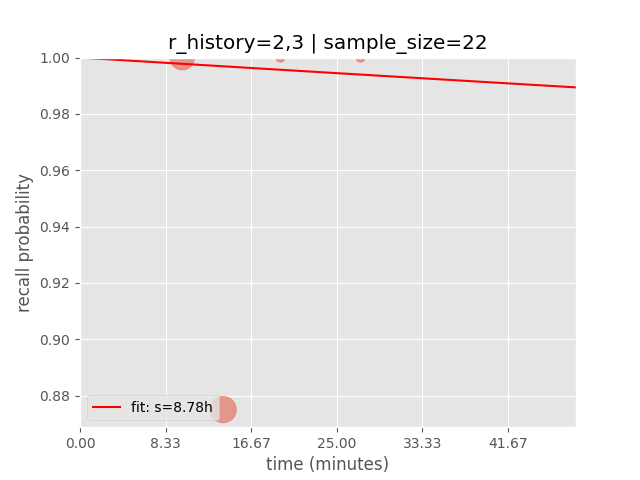 r_history=2,3 | sample_size=22
1.00
0.98
0.96
0.94
0.92
0.90
0.88
recall probability
fit: s=8.78h
0.00 8.33 16.67 25.00 33.33 41.67
time (minutes)